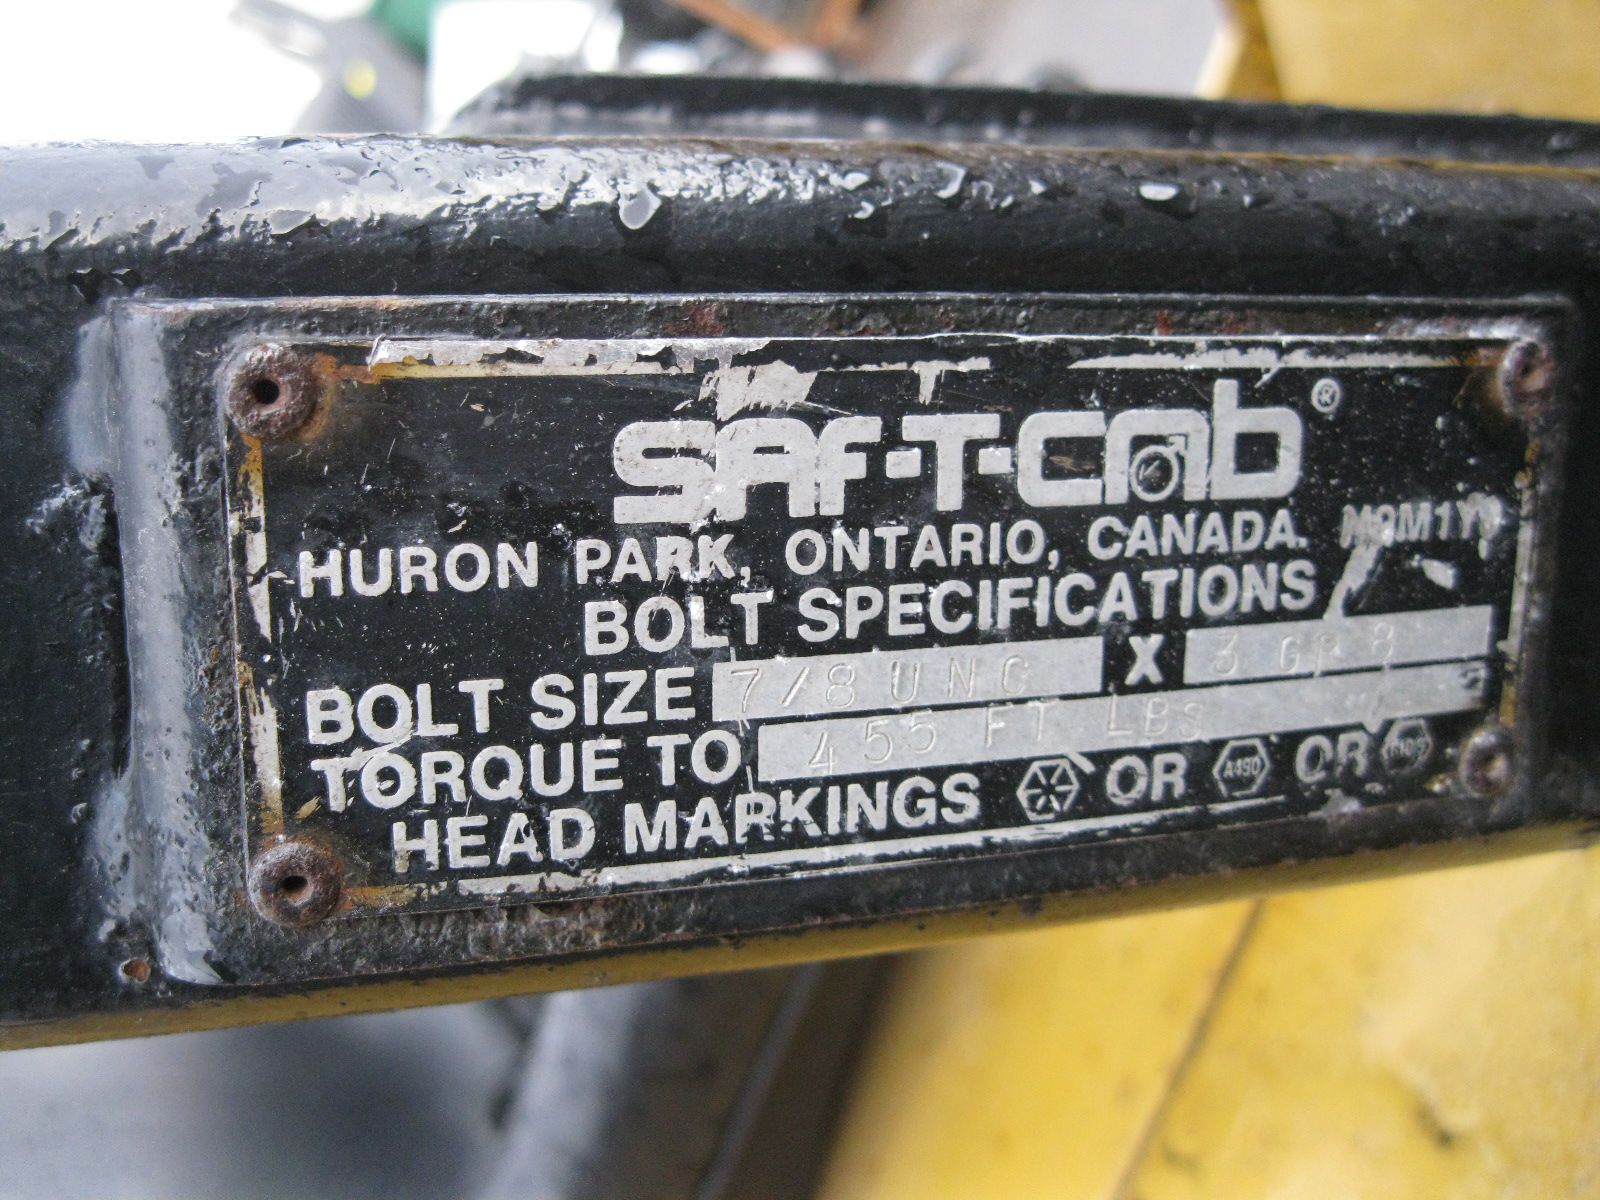 SAF-T-CAB ®
HURON PARK, ONTARIO, CANADA.
BOLT SPECIFICATIONS
BOLT SIZE 7/8 UNC X 3 GR 8
TORQUE TO 455 FT LBS
HEAD MARKINGS OR A490 OR